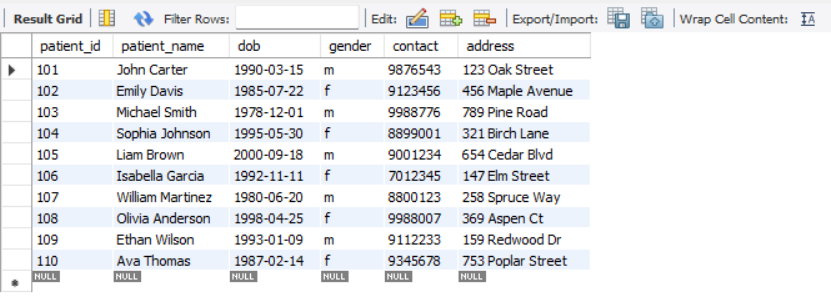 Result Grid Filter Rows: Edit: Export/Import: Wrap Cell Content: IA
patient_id patient_name dob gender contact address
101 John Carter 1990-03-15 m 9876543 123 Oak Street
102 Emily Davis 1985-07-22 f 9123456 456 Maple Avenue
103 Michael Smith 1978-12-01 m 9988776 789 Pine Road
104 Sophia Johnson 1995-05-30 f 8899001 321 Birch Lane
105 Liam Brown 2000-09-18 m 9001234 654 Cedar Blvd
106 Isabella Garcia 1992-11-11 f 7012345 147 Elm Street
107 William Martinez 1980-06-20 m 8800123 258 Spruce Way
108 Olivia Anderson 1998-04-25 f 9988007 369 Aspen Ct
109 Ethan Wilson 1993-01-09 m 9112233 159 Redwood Dr
110 Ava Thomas 1987-02-14 f 9345678 753 Poplar Street
NULL NULL NULL NULL NULL NULL